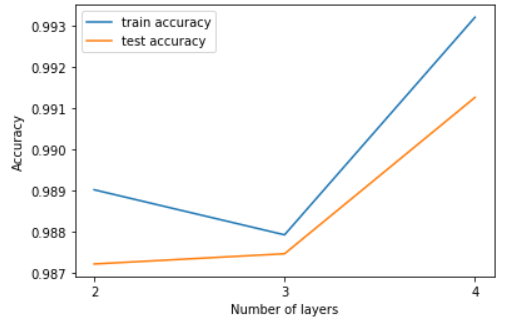 train accuracy
test accuracy
0.993
0.992
0.991
0.990
0.989
0.988
0.987
Accuracy
2 3 4
Number of layers